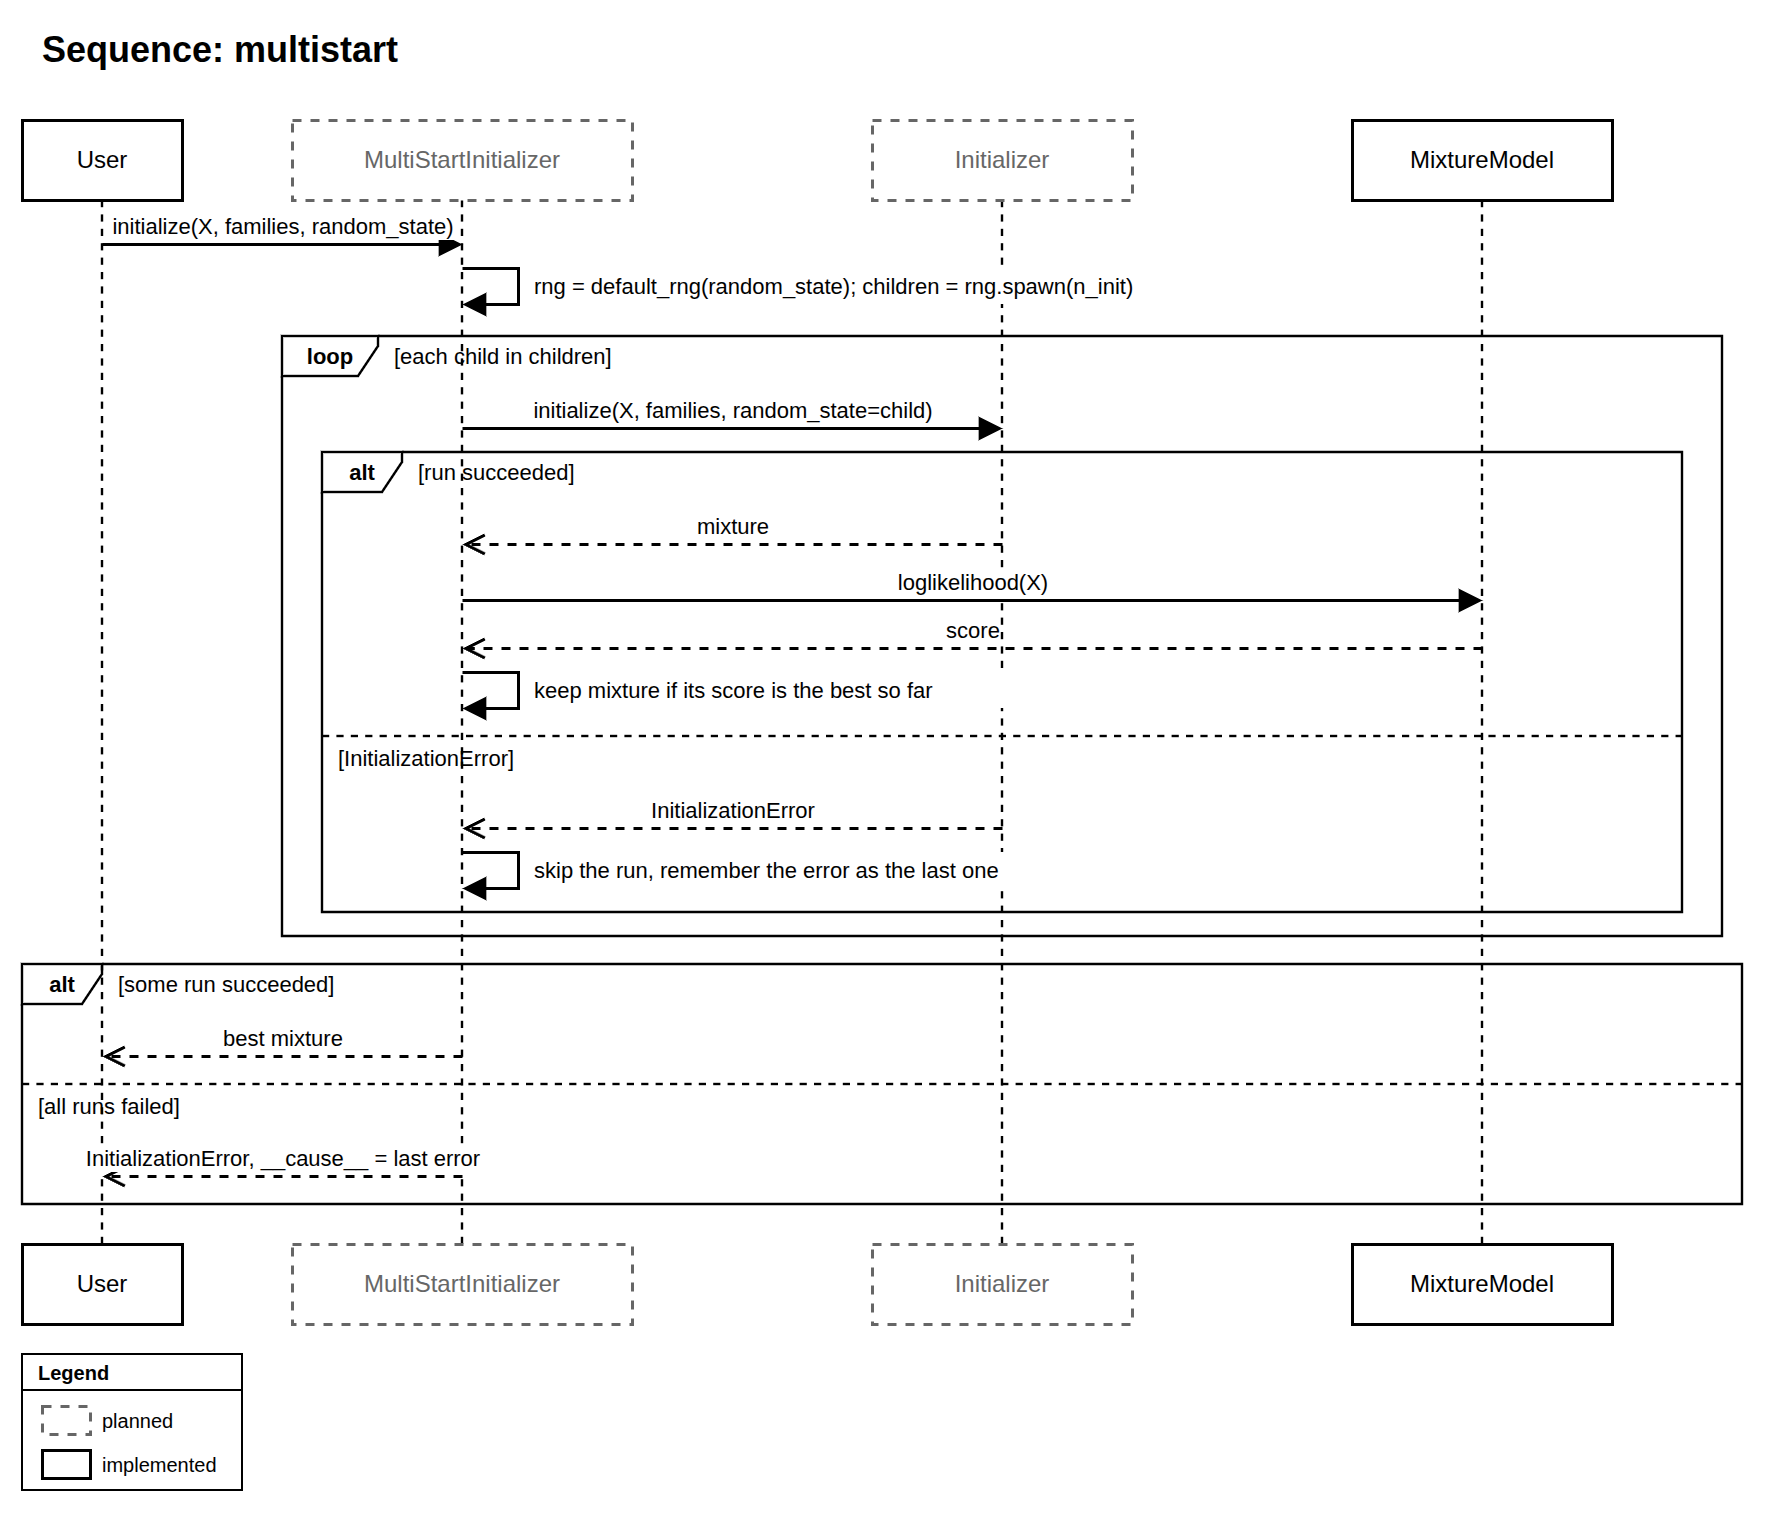 Sequence: multistart
User
MultiStartInitializer
Initializer
MixtureModel
initialize(X, families, random_state)
rng = default_rng(random_state); children = rng.spawn(n_init)
loop
[each child in children]
initialize(X, families, random_state=child)
alt
[run succeeded]
mixture
loglikelihood(X)
score
keep mixture if its score is the best so far
[InitializationError]
InitializationError
skip the run, remember the error as the last one
alt
[some run succeeded]
best mixture
[all runs failed]
InitializationError, __cause__ = last error
User
MultiStartInitializer
Initializer
MixtureModel
Legend
planned
implemented